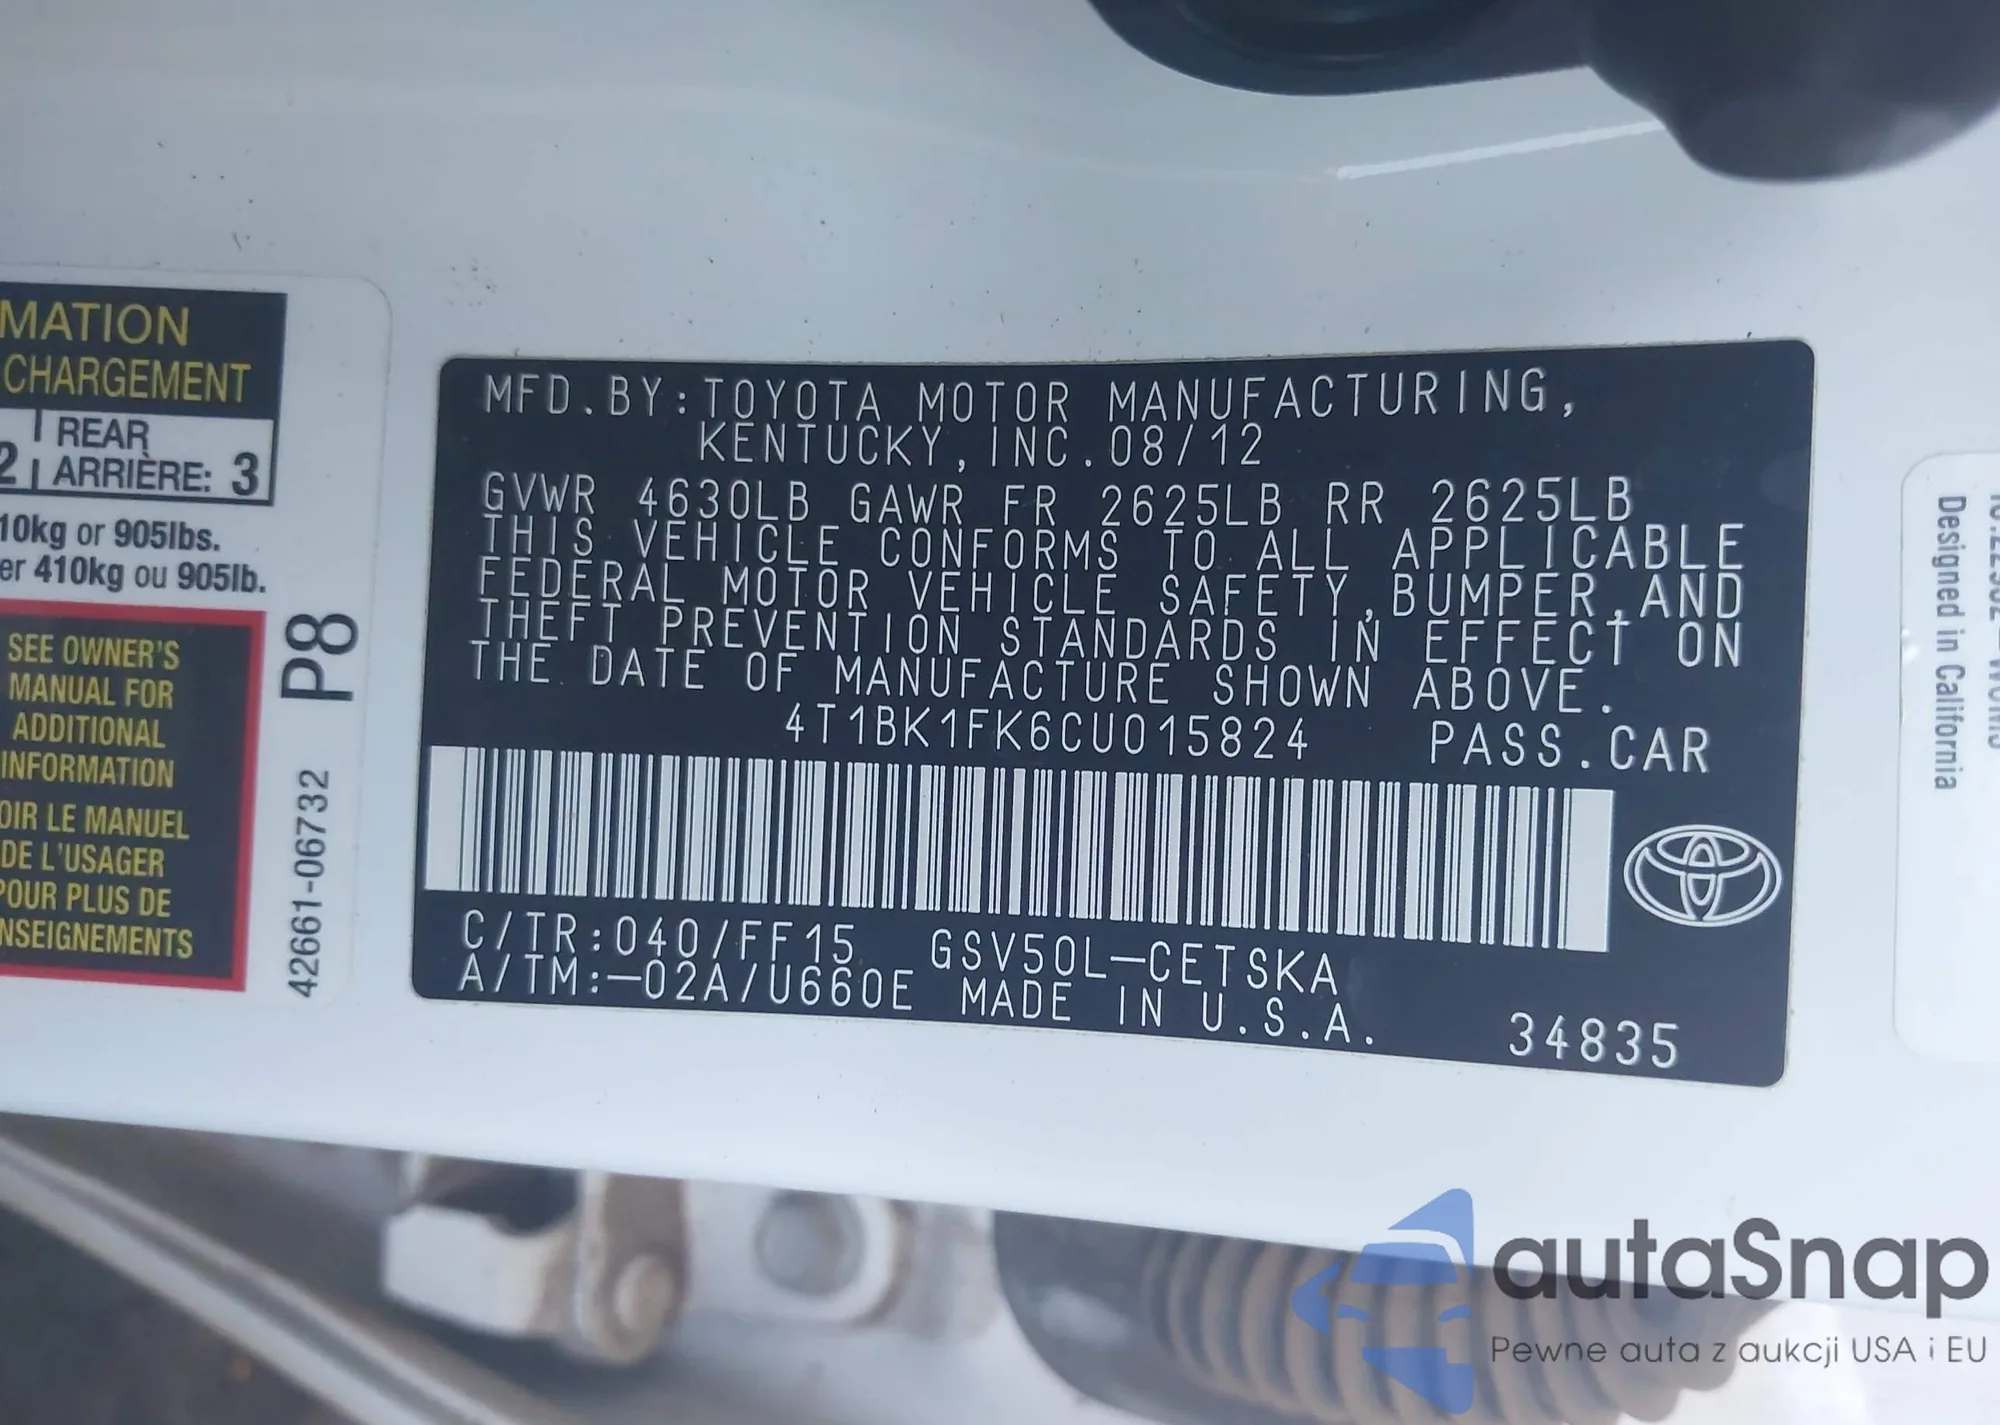 MATION
CHARGEMENT
2 | REAR
ARRIÈRE: 3
10kg or 905lbs.
er 410kg ou 905lb.
SEE OWNER'S
MANUAL FOR
ADDITIONAL
INFORMATION
OIR LE MANUEL
DE L'USAGER
POUR PLUS DE
NSEIGNEMENTS
P8
42661-06732
MFD.BY:TOYOTA MOTOR MANUFACTURING,
KENTUCKY,INC.08/12
GVWR 4630LB GAWR FR 2625LB RR 2625LB
THIS VEHICLE CONFORMS TO ALL APPLICABLE
FEDERAL MOTOR VEHICLE SAFETY,BUMPER,AND
THEFT PREVENTION STANDARDS IN EFFECT ON
THE DATE OF MANUFACTURE SHOWN ABOVE.
4T1BK1FK6CU015824 PASS.CAR
C/TR:040/FF15 GSV50L-CETSKA
A/TM:-02A/U660E MADE IN U.S.A. 34835
Designed in California
autaSnap
Pewne auta z aukcji USA i EU